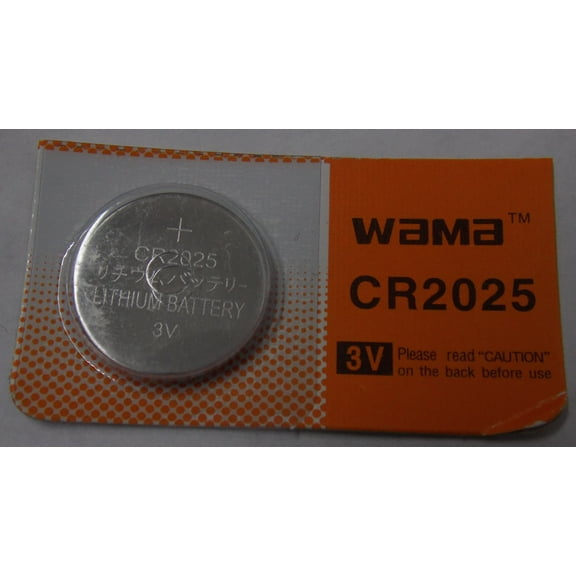 +
CR2025
リチウムバッテリー
LITHIUM BATTERY
3V
wama™
CR2025
3V Please read "CAUTION"
on the back before use